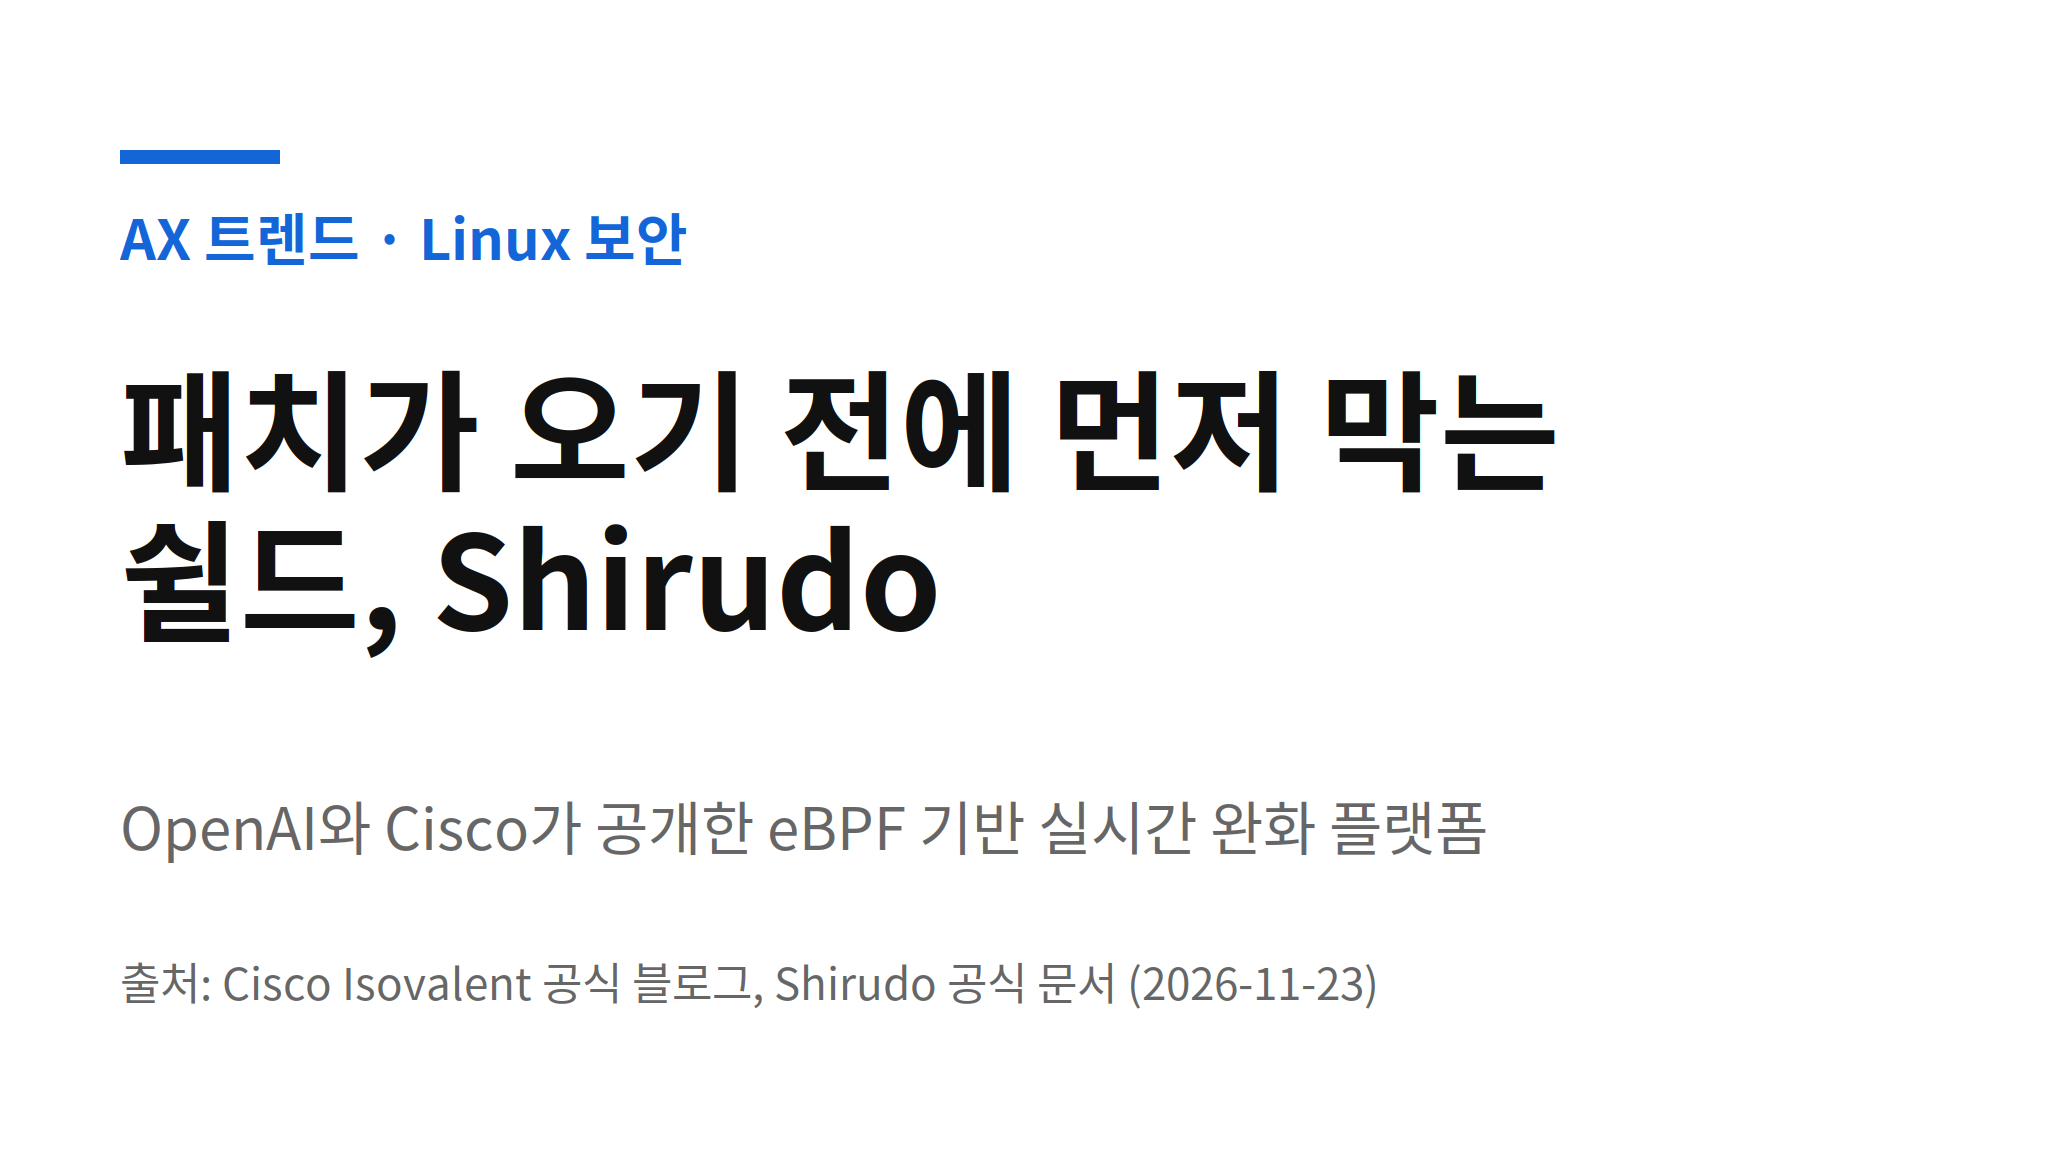 AX 트렌드 · Linux 보안
패치가 오기 전에 먼저 막는
쉴드, Shirudo
OpenAI와 Cisco가 공개한 eBPF 기반 실시간 완화 플랫폼
출처: Cisco Isovalent 공식 블로그, Shirudo 공식 문서 (2026-11-23)